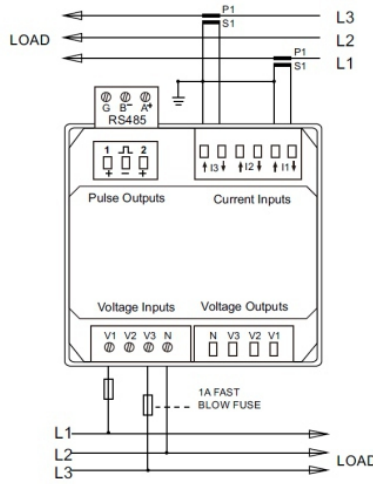 P1
S1
L3
LOAD
L2
P1
S1
L1
G B- A+
RS485
1 2
+ − +
I3 I2 I1
Pulse Outputs
Current Inputs
Voltage Inputs
Voltage Outputs
V1 V2 V3 N
N V3 V2 V1
1A FAST
BLOW FUSE
L1
L2
LOAD
L3